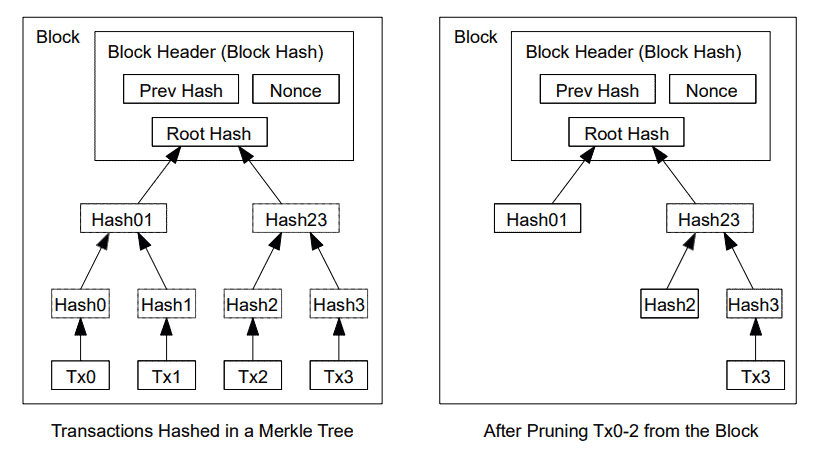 Block
Block Header (Block Hash)
Prev Hash
Nonce
Root Hash
Hash01
Hash23
Hash0
Hash1
Hash2
Hash3
Tx0
Tx1
Tx2
Tx3
Transactions Hashed in a Merkle Tree
Block
Block Header (Block Hash)
Prev Hash
Nonce
Root Hash
Hash01
Hash23
Hash2
Hash3
Tx3
After Pruning Tx0-2 from the Block